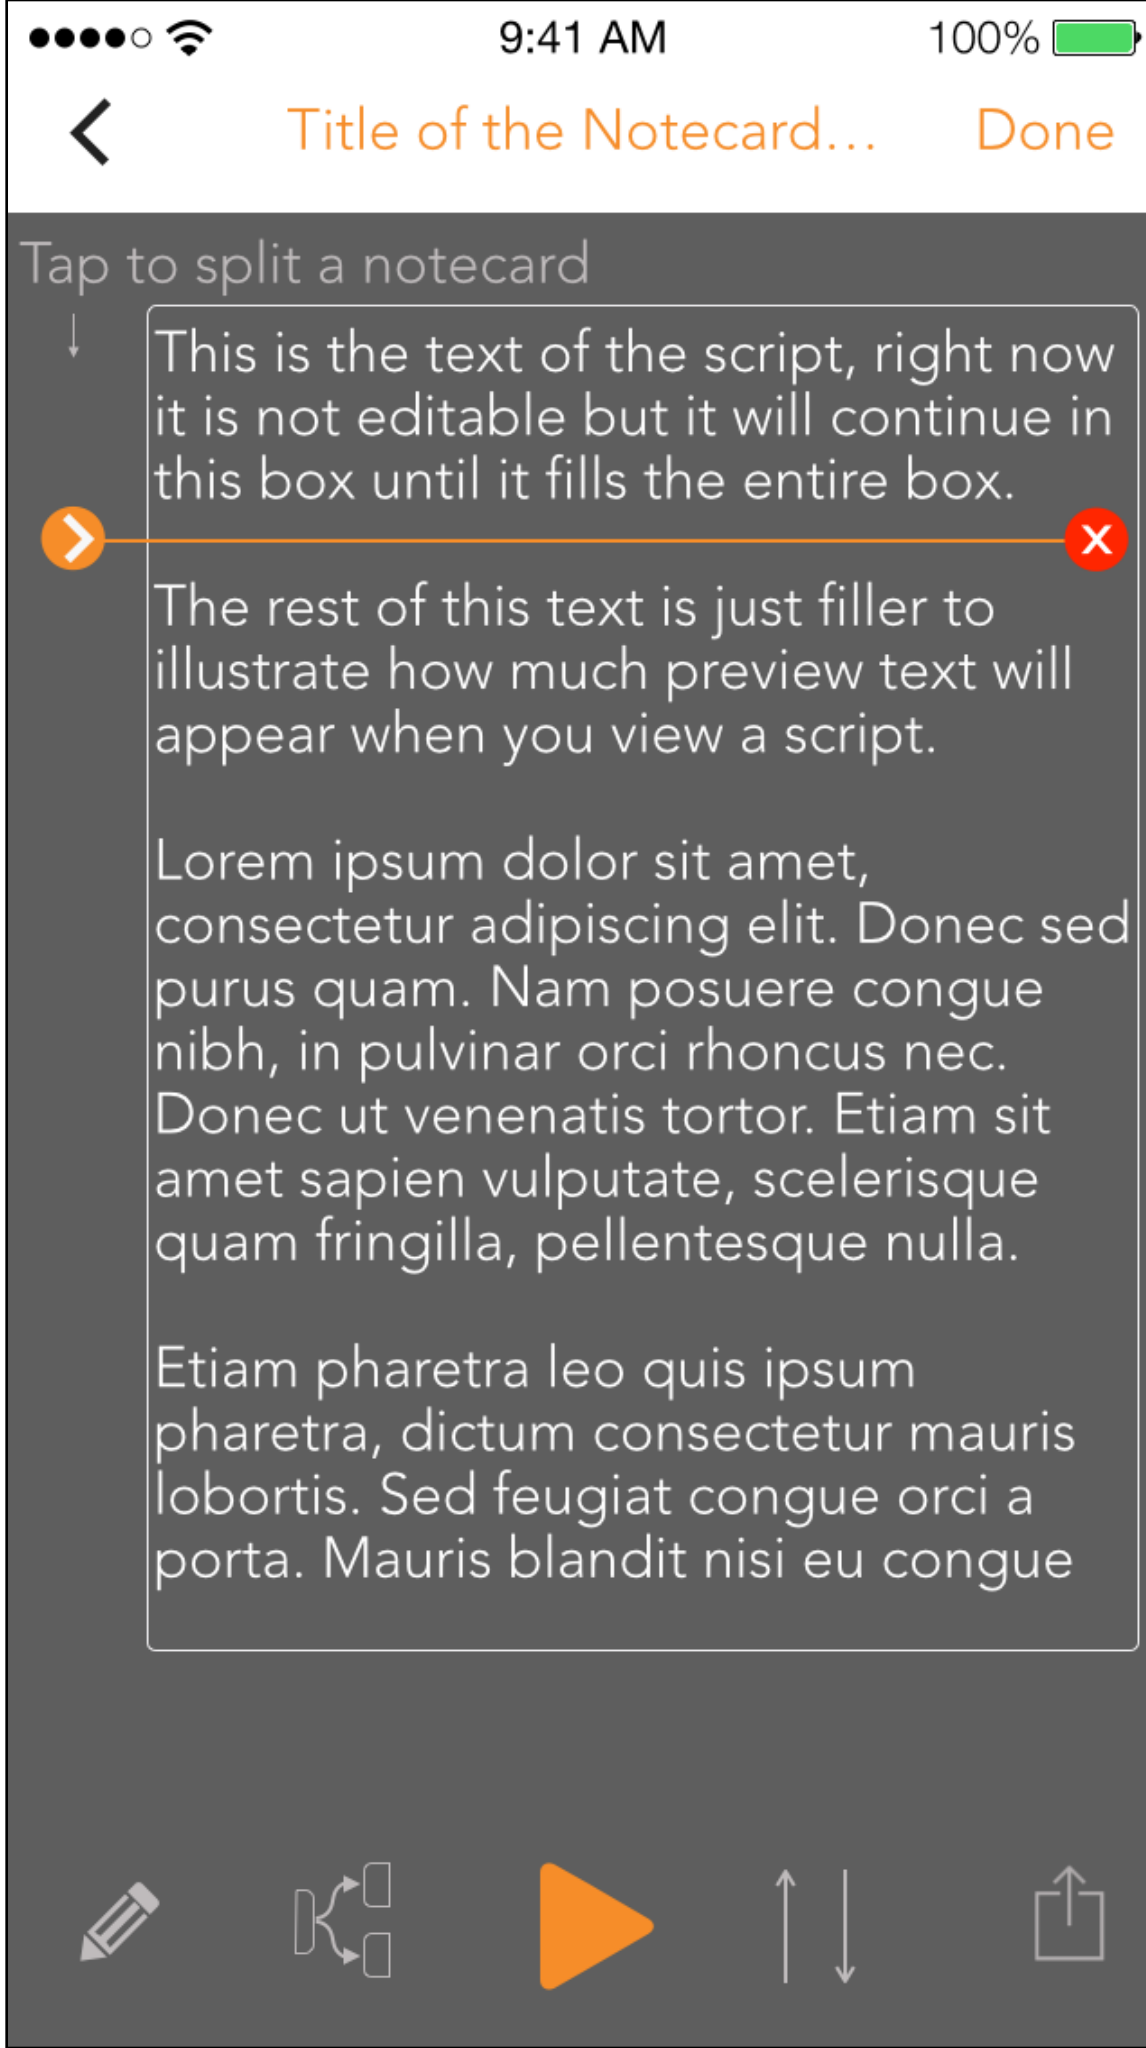 9:41 AM
100%
Title of the Notecard...
Done
Tap to split a notecard
This is the text of the script, right now
it is not editable but it will continue in
this box until it fills the entire box.
The rest of this text is just filler to
illustrate how much preview text will
appear when you view a script.
Lorem ipsum dolor sit amet,
consectetur adipiscing elit. Donec sed
purus quam. Nam posuere congue
nibh, in pulvinar orci rhoncus nec.
Donec ut venenatis tortor. Etiam sit
amet sapien vulputate, scelerisque
quam fringilla, pellentesque nulla.
Etiam pharetra leo quis ipsum
pharetra, dictum consectetur mauris
lobortis. Sed feugiat congue orci a
porta. Mauris blandit nisi eu congue